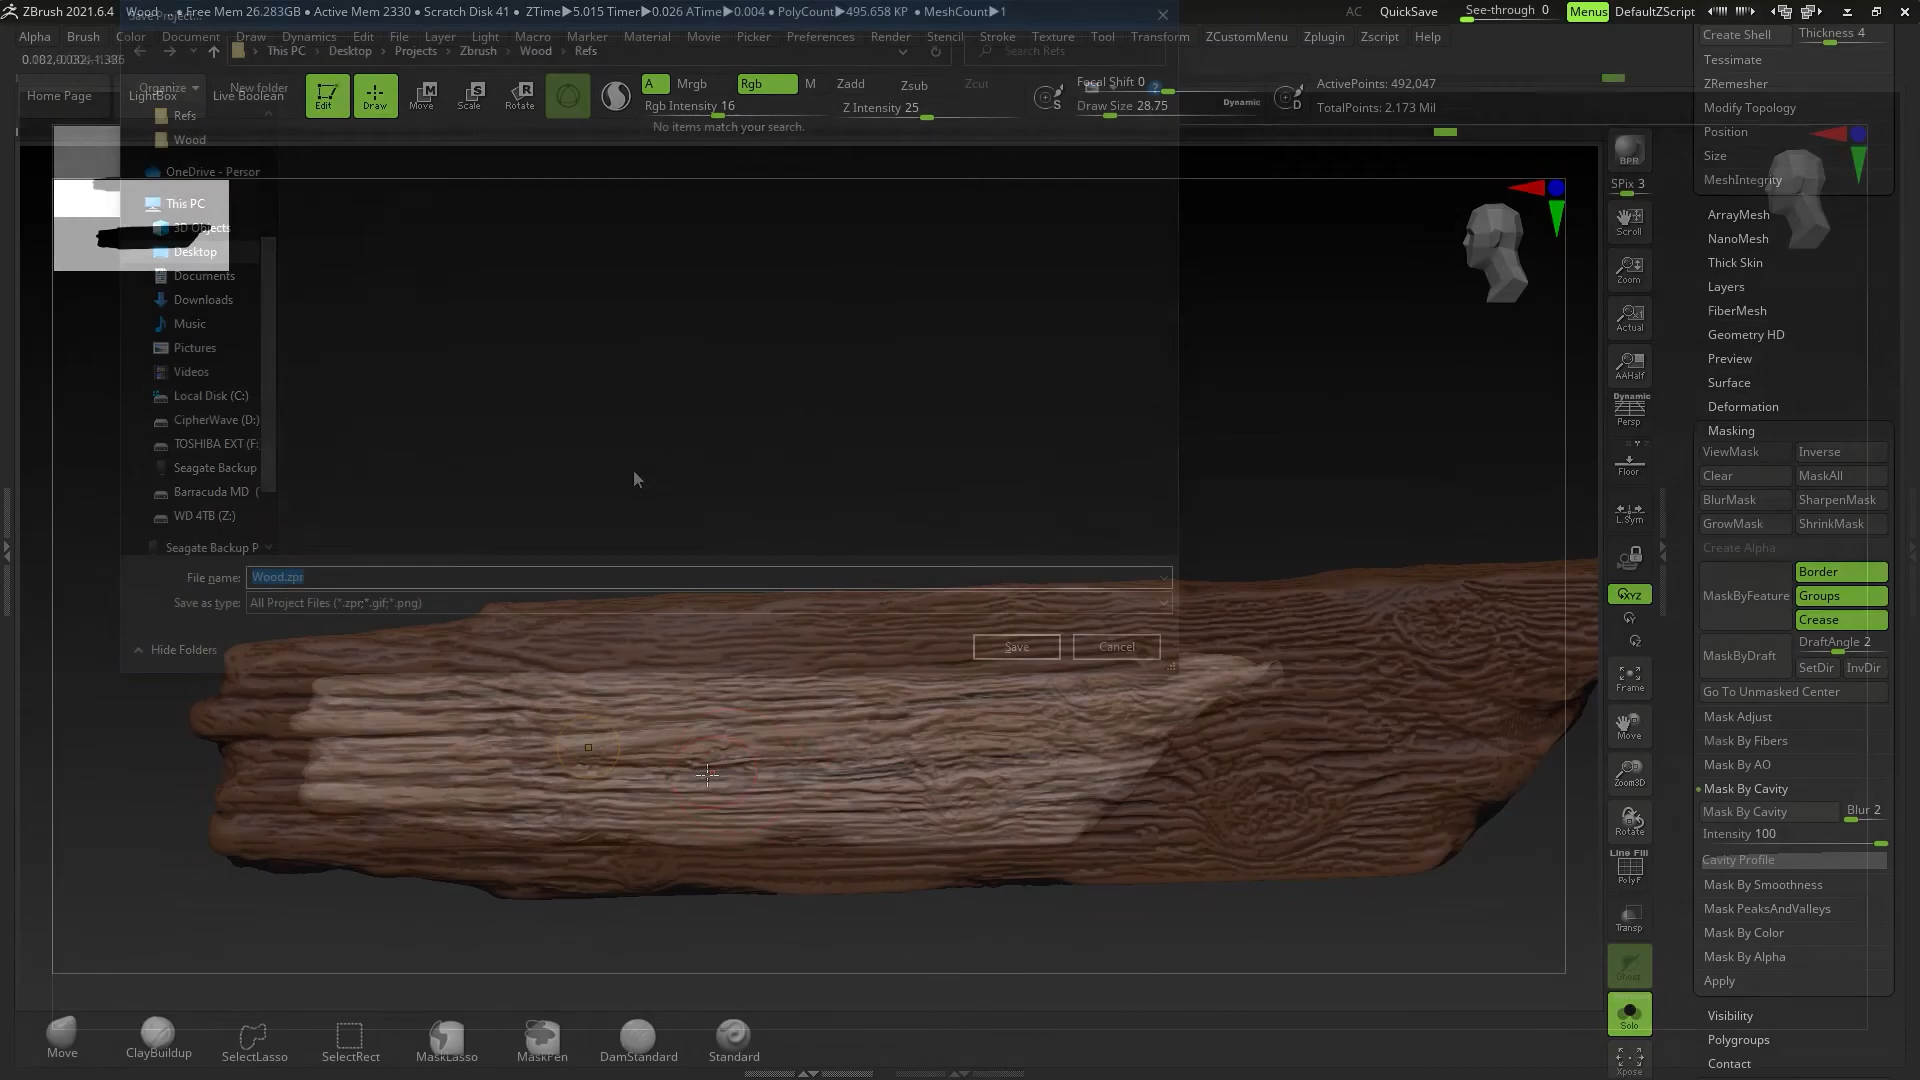 ZBrush 2021.6.4 Wood • Free Mem 26.283GB • Active Mem 2330 • Scratch Disk 41 • ZTime▶5.015 Timer▶0.026 ATime▶0.004 • PolyCount▶495.658 KP • MeshCount▶1 AC QuickSave See-through 0 Menus DefaultZScript
Save Project...
Alpha Brush Color Document Draw Dynamics Edit File Layer Light Macro Marker Material Movie Picker Preferences Render Stencil Stroke Texture Tool Transform ZCustomMenu Zplugin Zscript Help
This PC Desktop Projects Zbrush Wood Refs Search Refs
Organize New folder
Home Page LightBox Live Boolean Edit Draw Move Scale Rotate
A Mrgb Rgb M Zadd Zsub Zcut
Rgb Intensity 16 Z Intensity 25
Focal Shift 0
Draw Size 28.75 Dynamic
S D
ActivePoints: 492,047
TotalPoints: 2.173 Mil
No items match your search.
Refs
Wood
OneDrive - Person
This PC
3D Objects
Desktop
Documents
Downloads
Music
Pictures
Videos
Local Disk (C:)
CipherWave (D:)
TOSHIBA EXT (F:
Seagate Backup
Barracuda MD (
WD 4TB (Z:)
Seagate Backup P
File name: Wood.zpr
Save as type: All Project Files (*.zpr;*.gif;*.png)
Hide Folders Save Cancel
BPR
SPix 3
Scroll
Zoom
Actual
AAHalf
Dynamic
Persp
Floor
L.Sym
XYZ
Frame
Move
Zoom3D
Rotate
Line Fill
PolyF
Transp
Ghost
Solo
Xpose
Create Shell Thickness 4
Tessimate
ZRemesher
Modify Topology
Position
Size
MeshIntegrity
ArrayMesh
NanoMesh
Thick Skin
Layers
FiberMesh
Geometry HD
Preview
Surface
Deformation
Masking
ViewMask Inverse
Clear MaskAll
BlurMask SharpenMask
GrowMask ShrinkMask
Create Alpha
MaskByFeature Border
Groups
Crease
MaskByDraft DraftAngle 2
SetDir InvDir
Go To Unmasked Center
Mask Adjust
Mask By Fibers
Mask By AO
Mask By Cavity
Mask By Cavity Blur 2
Intensity 100
Cavity Profile
Mask By Smoothness
Mask PeaksAndValleys
Mask By Color
Mask By Alpha
Apply
Visibility
Polygroups
Contact
Move ClayBuildup SelectLasso SelectRect MaskLasso MaskPen DamStandard Standard